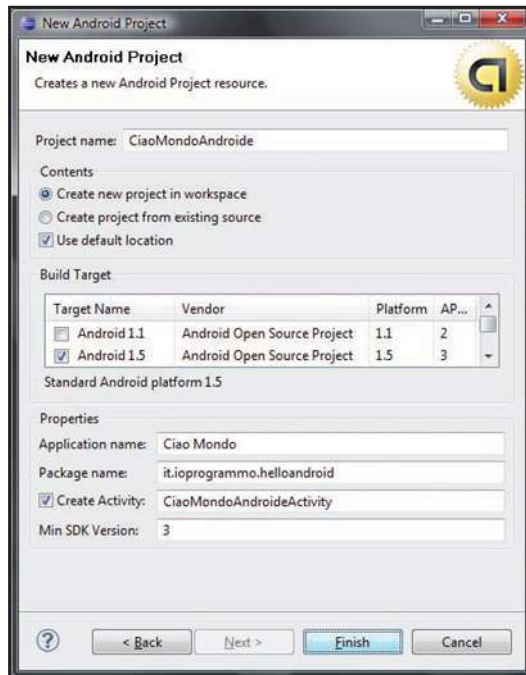 New Android Project
New Android Project
Creates a new Android Project resource.
Project name: CiaoMondoAndroide
Contents
Create new project in workspace
Create project from existing source
Use default location
Build Target
Target Name Vendor Platform AP...
Android 1.1 Android Open Source Project 1.1 2
Android 1.5 Android Open Source Project 1.5 3
Standard Android platform 1.5
Properties
Application name: Ciao Mondo
Package name: it.ioprogrammo.helloandroid
Create Activity: CiaoMondoAndroideActivity
Min SDK Version: 3
? < Back Next > Finish Cancel